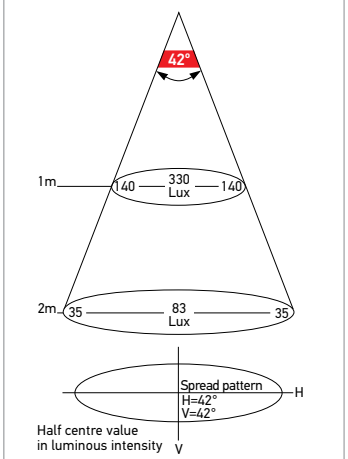 42°
1m
140 330 140
Lux
2m
35 83 35
Lux
Spread pattern
H
H=42°
V=42°
Half centre value
in luminous intensity
V